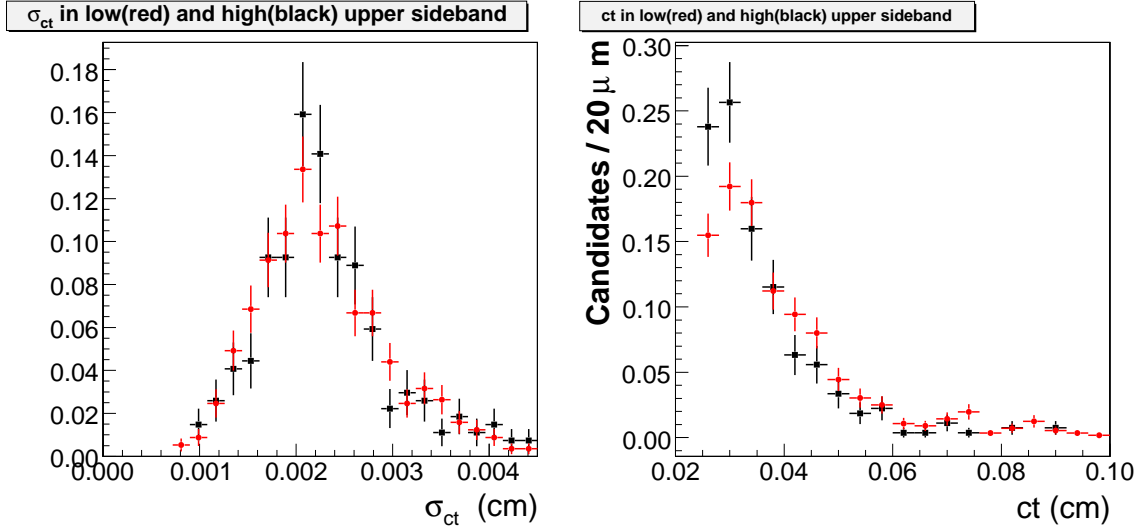 σct in low(red) and high(black) upper sideband
0.18
0.16
0.14
0.12
0.10
0.08
0.06
0.04
0.02
0.00
0.000 0.001 0.002 0.003 0.004
σct (cm)
ct in low(red) and high(black) upper sideband
Candidates / 20 μ m
0.30
0.25
0.20
0.15
0.10
0.05
0.00
0.02 0.04 0.06 0.08 0.10
ct (cm)